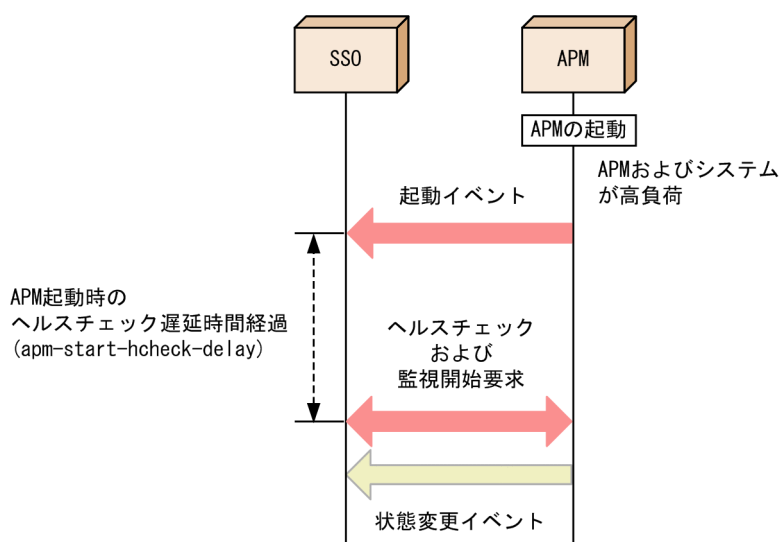 SSO
APM
APMの起動
APMおよびシステム
が高負荷
起動イベント
APM起動時の
ヘルスチェック遅延時間経過
(apm-start-hcheck-delay)
ヘルスチェック
および
監視開始要求
状態変更イベント